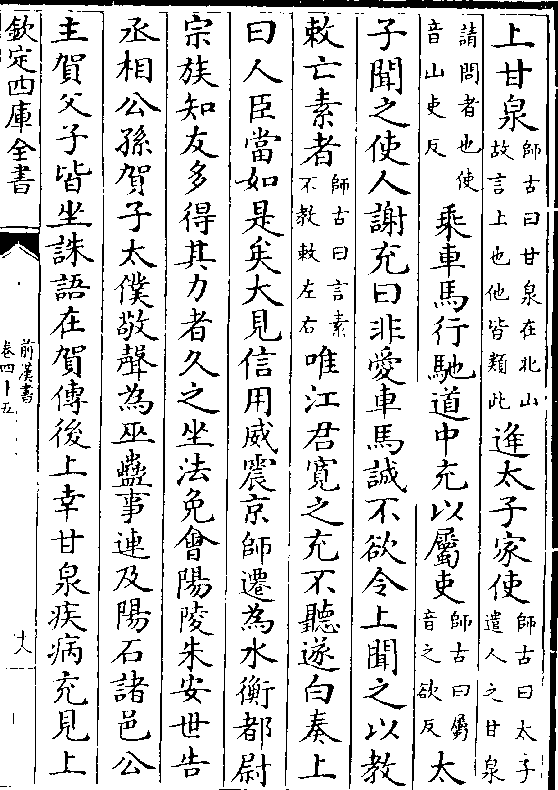 上甘泉師古曰甘泉在北山故言上也他皆類此逢太子家使師古曰太子遣人之甘泉
請問者也使音山吏反乘車馬行馳道中充以屬吏師古曰屬音之欲反太
子聞之使人謝充曰非愛車馬誠不欲令上聞之以教
敕亡素者師古曰言素不教敕左右唯江君寛之充不聽遂白奏上
曰人臣當如是矣大見信用威震京師遷為水衡都尉
宗族知友多得其力者久之坐法免會陽陵朱安世告
丞相公孫賀子太僕敬聲為巫蠱事連及陽石諸邑公
主賀父子皆坐誅語在賀傳後上幸甘泉疾病充見上
欽定四庫全書
前漢書
卷四十五